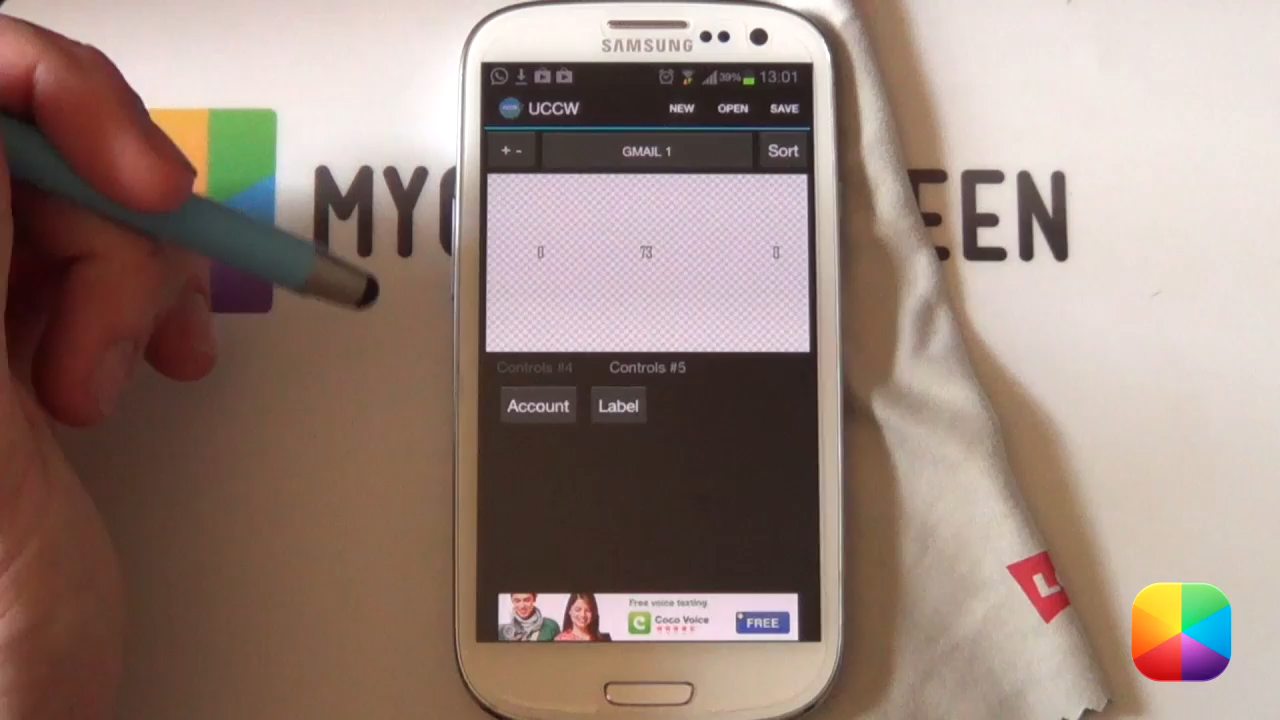 SAMSUNG
39% 13:01
UCCW NEW OPEN SAVE
+ - GMAIL 1 Sort
MY EEN
0 73 0
Controls #4 Controls #5
Account Label
Free voice texting
Coco Voice FREE